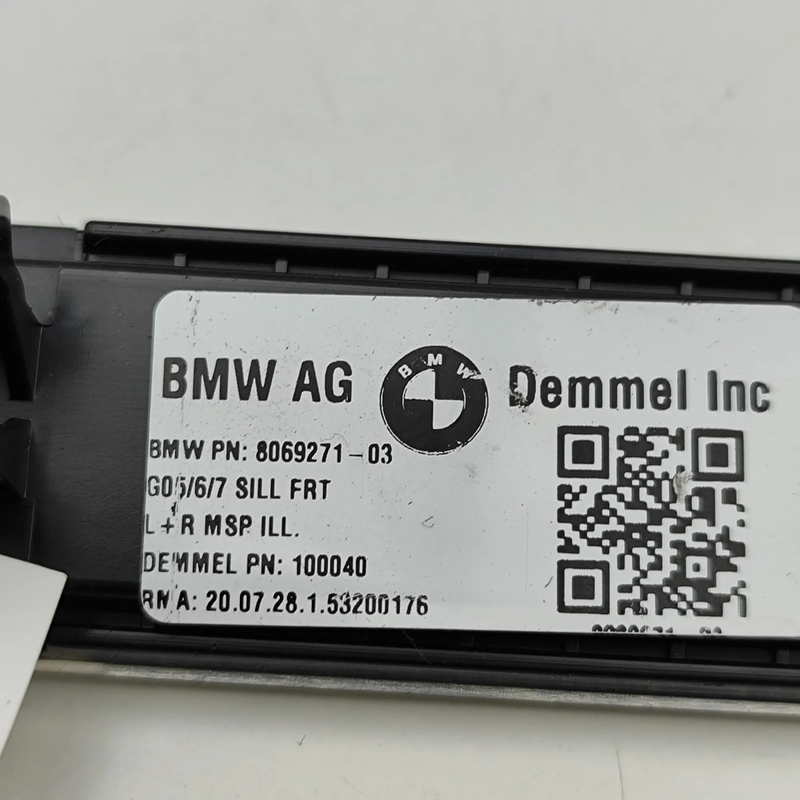 BMW AG BMW Demmel Inc
BMW PN: 8069271-03
G05/6/7 SILL FRT
L + R MSP ILL.
DEMMEL PN: 100040
20.07.28.1.53200176